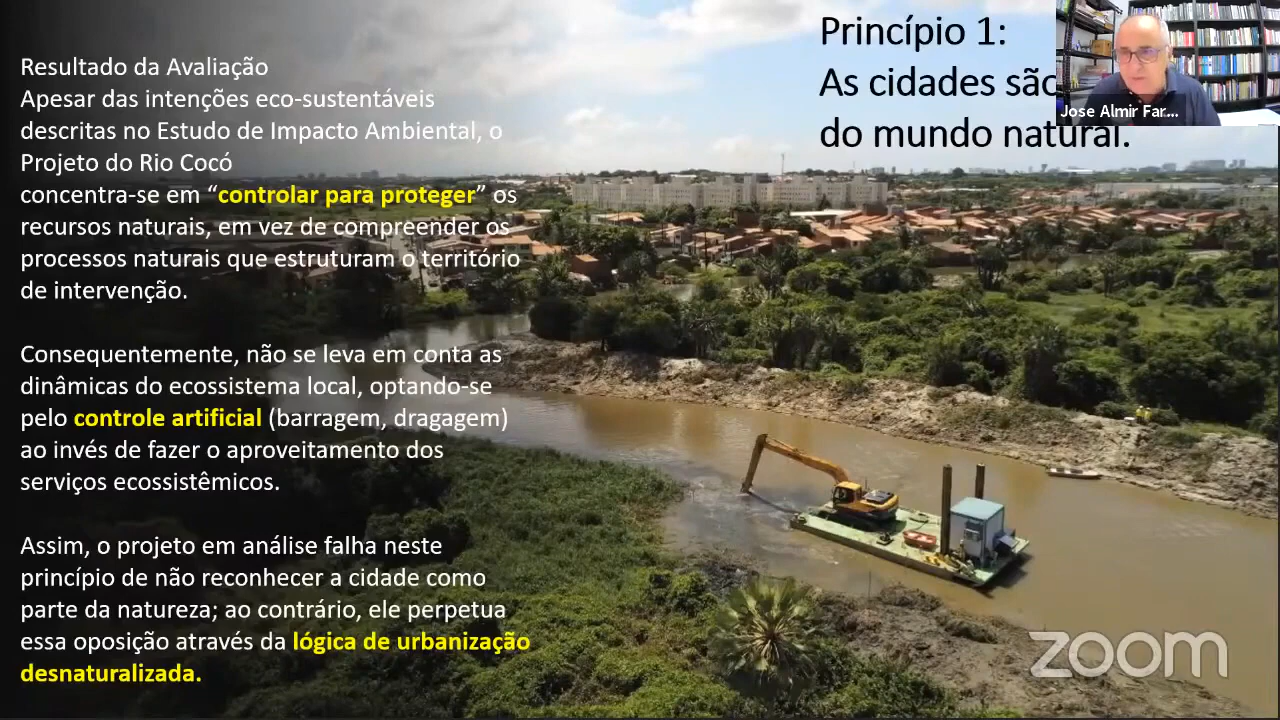 Resultado da Avaliação
Apesar das intenções eco-sustentáveis
descritas no Estudo de Impacto Ambiental, o
Projeto do Rio Cocó
concentra-se em “controlar para proteger” os
recursos naturais, em vez de compreender os
processos naturais que estruturam o território
de intervenção.
Consequentemente, não se leva em conta as
dinâmicas do ecossistema local, optando-se
pelo controle artificial (barragem, dragagem)
ao invés de fazer o aproveitamento dos
serviços ecossistêmicos.
Assim, o projeto em análise falha neste
princípio de não reconhecer a cidade como
parte da natureza; ao contrário, ele perpetua
essa oposição através da lógica de urbanização
desnaturalizada.
Princípio 1:
As cidades são
do mundo natural.
Jose Almir Far...
zoom